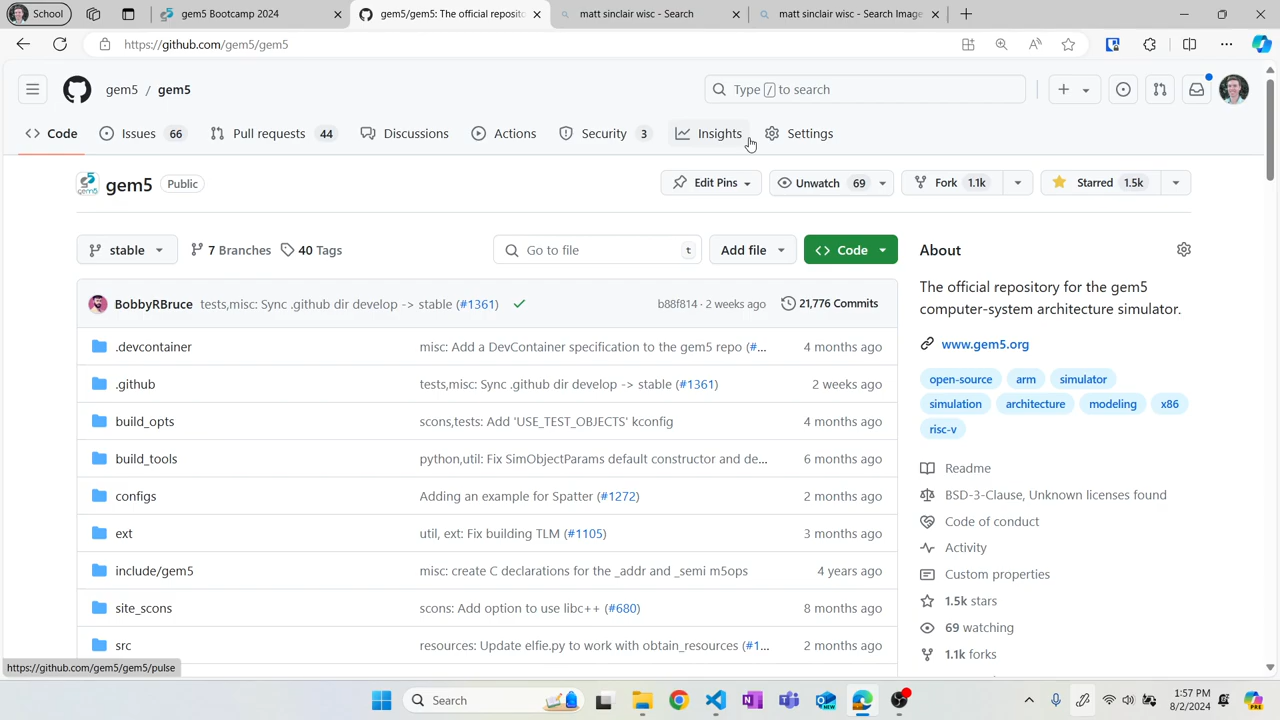 School
gem5 Bootcamp 2024
gem5/gem5: The official reposito
matt sinclair wisc - Search
matt sinclair wisc - Search Image
https://github.com/gem5/gem5
gem5 / gem5
Type / to search
Code
Issues 66
Pull requests 44
Discussions
Actions
Security 3
Insights
Settings
gem5 Public
Edit Pins
Unwatch 69
Fork 1.1k
Starred 1.5k
stable
7 Branches
40 Tags
Go to file t
Add file
Code
About
The official repository for the gem5
computer-system architecture simulator.
www.gem5.org
open-source arm simulator
simulation architecture modeling x86
risc-v
Readme
BSD-3-Clause, Unknown licenses found
Code of conduct
Activity
Custom properties
1.5k stars
69 watching
1.1k forks
BobbyRBruce tests,misc: Sync .github dir develop -> stable (#1361) b88f814 · 2 weeks ago 21,776 Commits
.devcontainer misc: Add a DevContainer specification to the gem5 repo (#... 4 months ago
.github tests,misc: Sync .github dir develop -> stable (#1361) 2 weeks ago
build_opts scons,tests: Add 'USE_TEST_OBJECTS' kconfig 4 months ago
build_tools python,util: Fix SimObjectParams default constructor and de... 6 months ago
configs Adding an example for Spatter (#1272) 2 months ago
ext util, ext: Fix building TLM (#1105) 3 months ago
include/gem5 misc: create C declarations for the _addr and _semi m5ops 4 years ago
site_scons scons: Add option to use libc++ (#680) 8 months ago
src resources: Update elfie.py to work with obtain_resources (#1... 2 months ago
https://github.com/gem5/gem5/pulse
Search
1:57 PM
8/2/2024